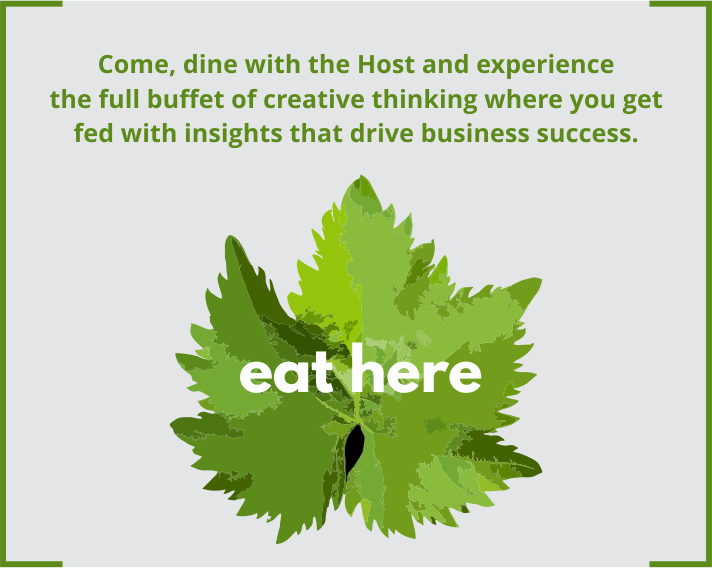 Come, dine with the Host and experience
the full buffet of creative thinking where you get
fed with insights that drive business success.
eat here